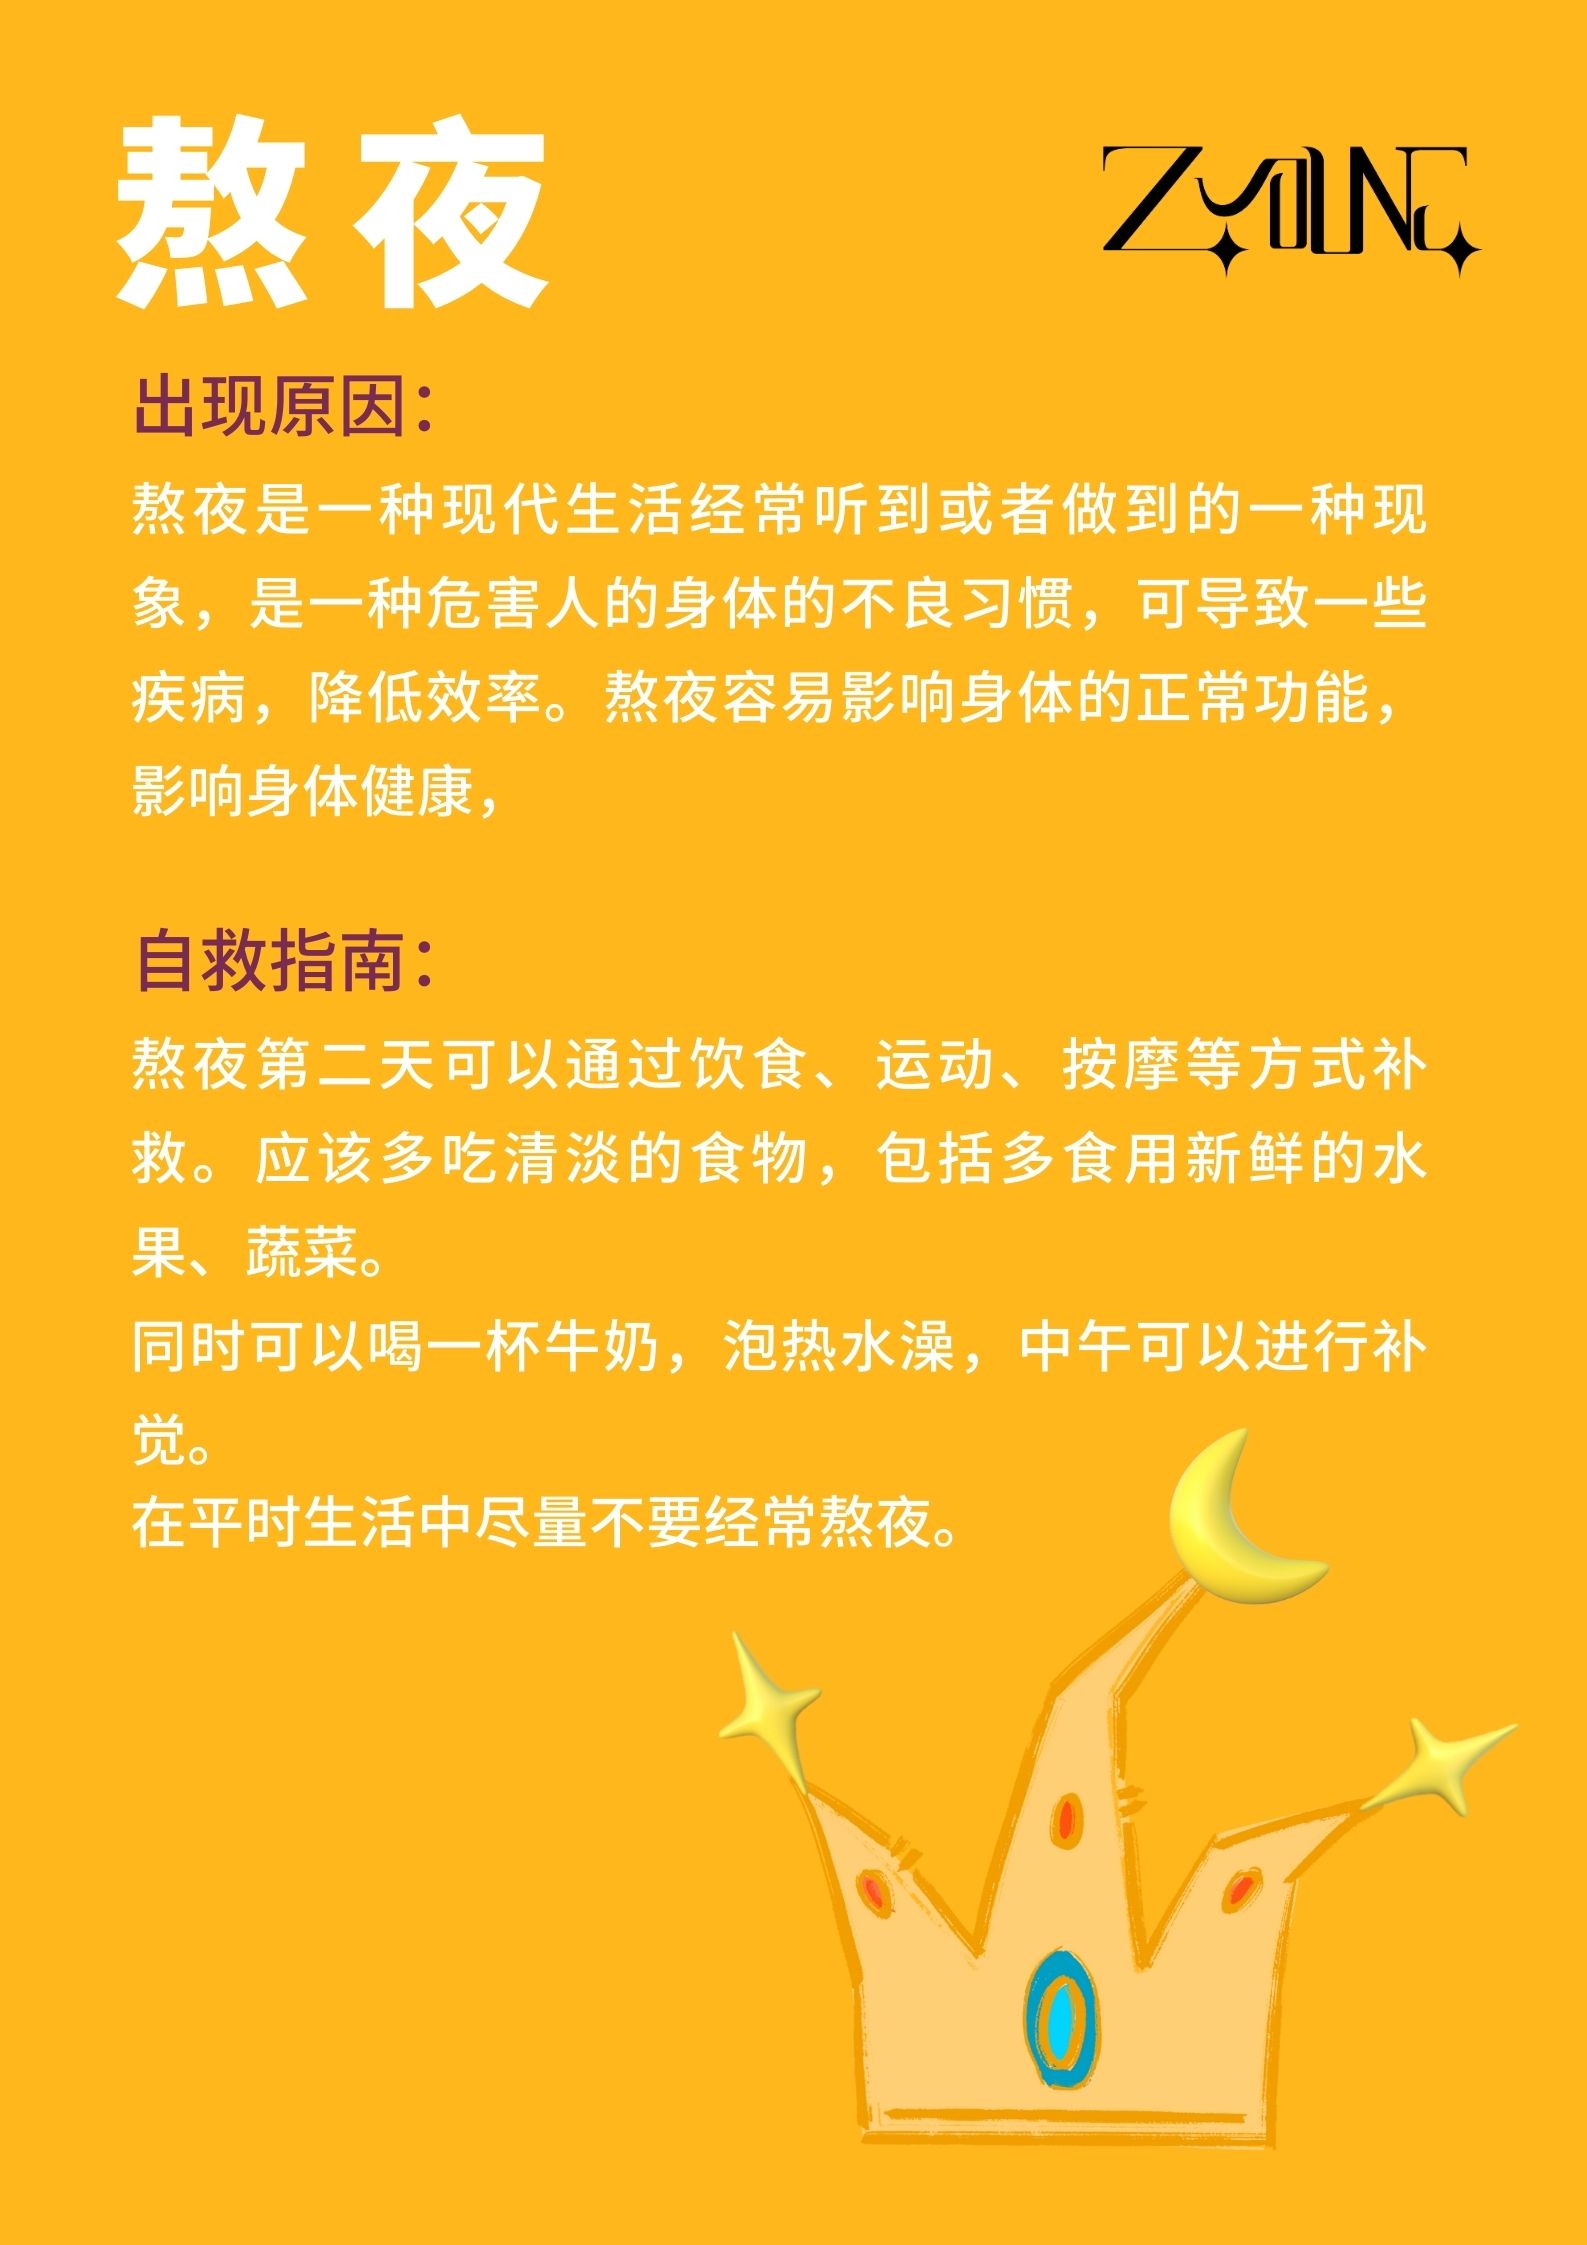 熬夜
ZYOUNG
出现原因：
熬夜是一种现代生活经常听到或者做到的一种现
象，是一种危害人的身体的不良习惯，可导致一些
疾病，降低效率。熬夜容易影响身体的正常功能，
影响身体健康，
自救指南：
熬夜第二天可以通过饮食、运动、按摩等方式补
救。应该多吃清淡的食物，包括多食用新鲜的水
果、蔬菜。
同时可以喝一杯牛奶，泡热水澡，中午可以进行补
觉。
在平时生活中尽量不要经常熬夜。